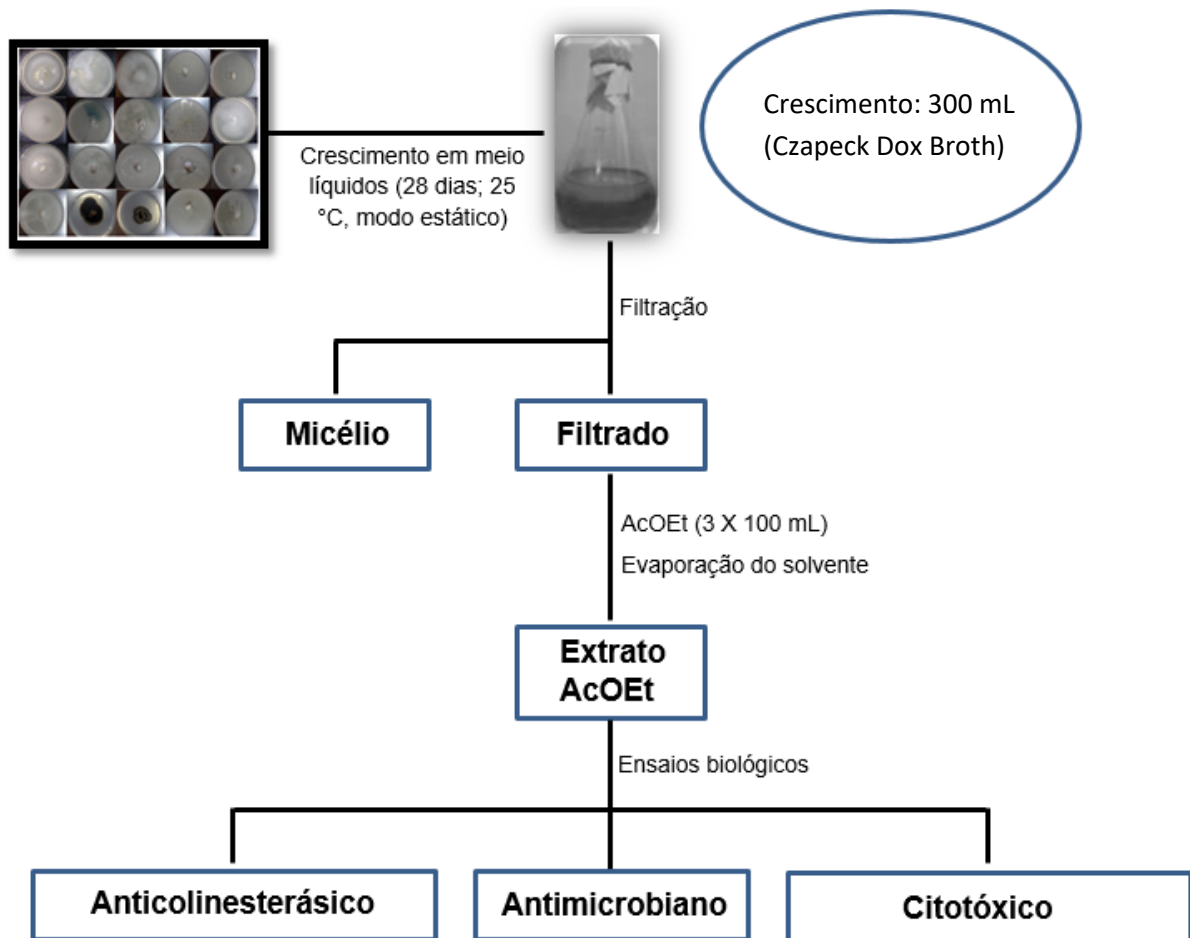 Crescimento: 300 mL
(Czapeck Dox Broth)
Crescimento em meio
líquidos (28 dias; 25
°C, modo estático)
Filtração
Micélio
Filtrado
AcOEt (3 X 100 mL)
Evaporação do solvente
Extrato
AcOEt
Ensaios biológicos
Anticolinesterásico
Antimicrobiano
Citotóxico